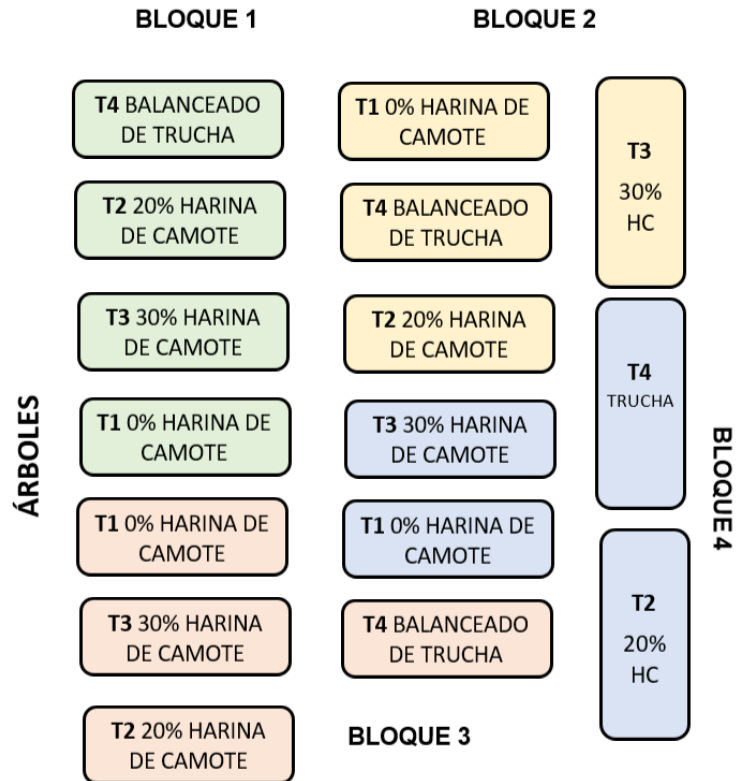 BLOQUE 1
BLOQUE 2
T4 BALANCEADO
DE TRUCHA
T2 20% HARINA
DE CAMOTE
T3 30% HARINA
DE CAMOTE
T1 0% HARINA DE
CAMOTE
T1 0% HARINA DE
CAMOTE
T3 30% HARINA
DE CAMOTE
T2 20% HARINA
DE CAMOTE
T1 0% HARINA DE
CAMOTE
T4 BALANCEADO
DE TRUCHA
T2 20% HARINA
DE CAMOTE
T3 30% HARINA
DE CAMOTE
T1 0% HARINA DE
CAMOTE
T4 BALANCEADO
DE TRUCHA
T3
30%
HC
T4
TRUCHA
T2
20%
HC
ÁRBOLES
BLOQUE 4
BLOQUE 3